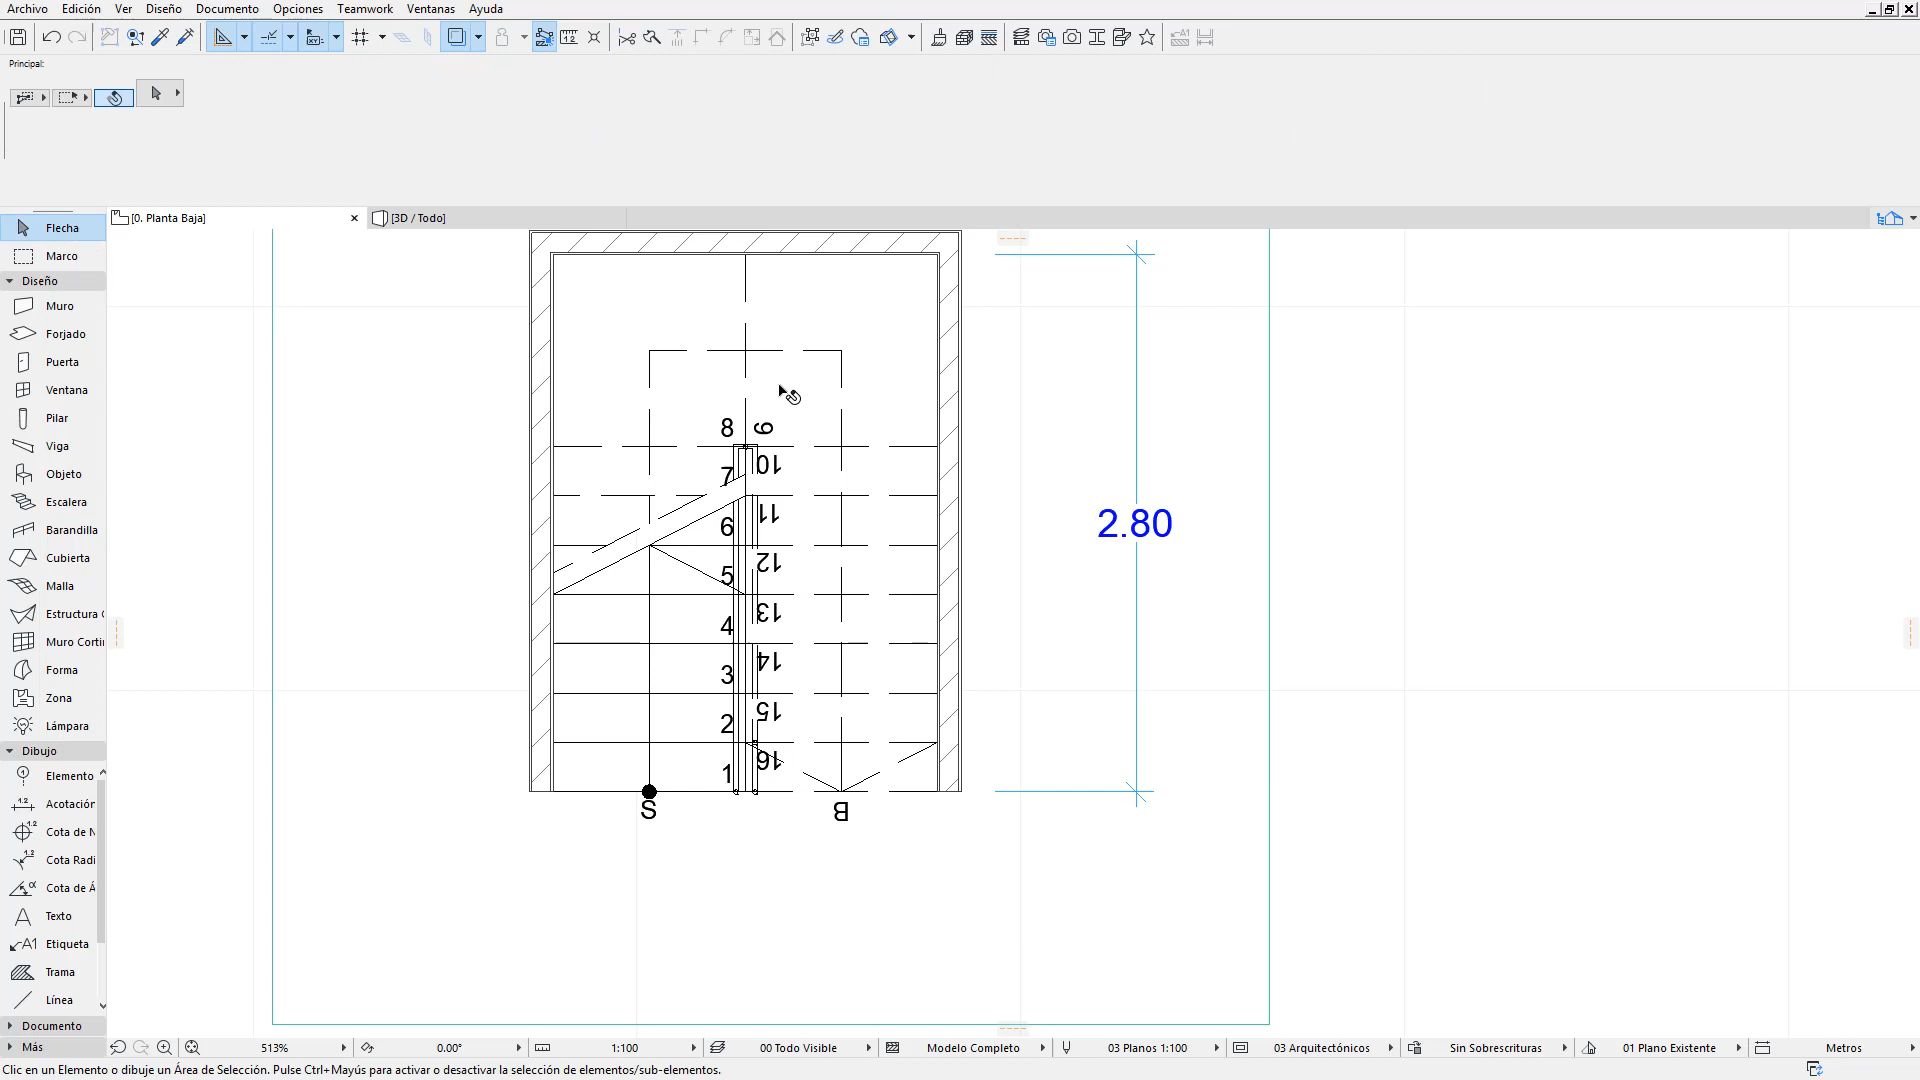 Archivo Edición Ver Diseño Documento Opciones Teamwork Ventanas Ayuda
Principal:
[0. Planta Baja]
[3D / Todo]
Flecha
Marco
Diseño
Muro
Forjado
Puerta
Ventana
Pilar
Viga
Objeto
Escalera
Barandilla
Cubierta
Malla
Estructura C
Muro Corti
Forma
Zona
Lámpara
Dibujo
Elemento
Acotación
Cota de N
Cota Radi
Cota de Á
Texto
Etiqueta
Trama
Línea
Documento
Más
8 9
7 10
6 11
5 12
4 13
3 14
2 15
1 16
S B
2.80
513% 0.00° 1:100 00 Todo Visible Modelo Completo 03 Planos 1:100 03 Arquitectónicos Sin Sobrescrituras 01 Plano Existente Metros
Clic en un Elemento o dibuje un Área de Selección. Pulse Ctrl+Mayús para activar o desactivar la selección de elementos/sub-elementos.